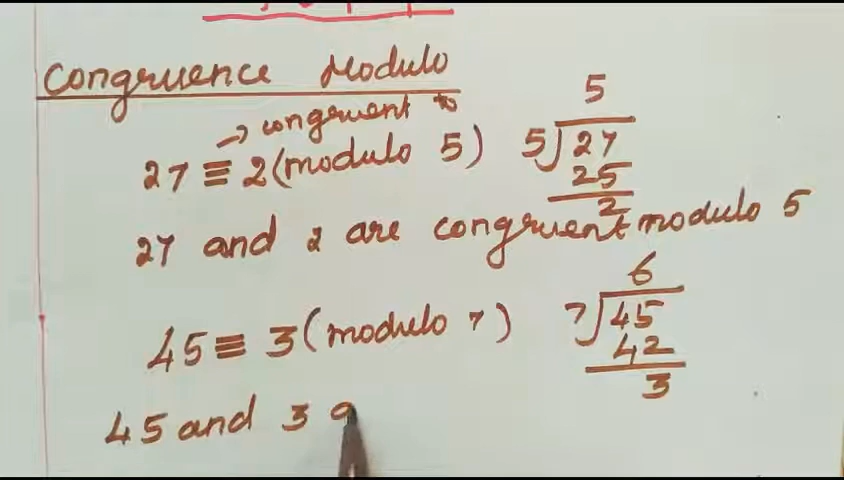 Congruence Modulo
→ congruent to
27 ≡ 2 (modulo 5)
5
5)27
25
2
27 and 2 are congruent modulo 5
45 ≡ 3 (modulo 7)
6
7)45
42
3
45 and 3 a